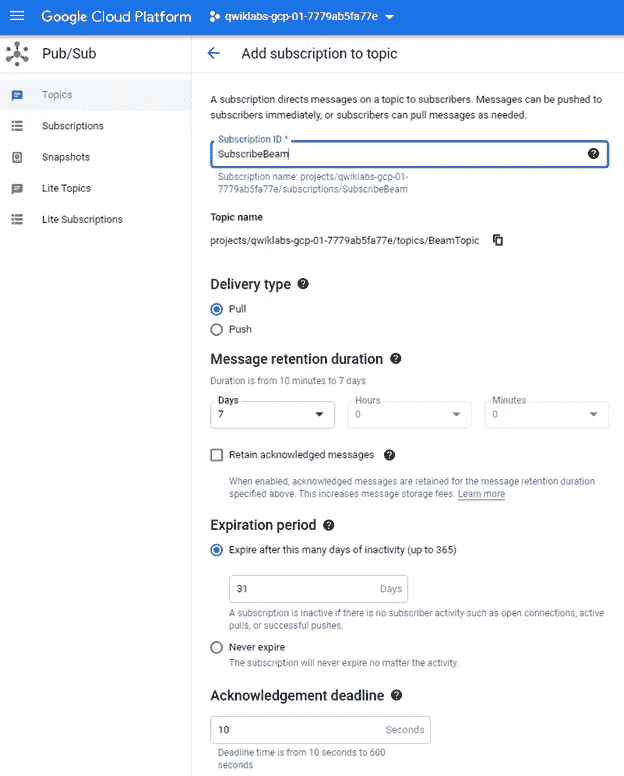 Google Cloud Platform
qwiklabs-gcp-01-7779ab5fa77e
Pub/Sub
Add subscription to topic
Topics
Subscriptions
Snapshots
Lite Topics
Lite Subscriptions
A subscription directs messages on a topic to subscribers. Messages can be pushed to
subscribers immediately, or subscribers can pull messages as needed.
Subscription ID *
SubscribeBeam
Subscription name: projects/qwiklabs-gcp-01-
7779ab5fa77e/subscriptions/SubscribeBeam
Topic name
projects/qwiklabs-gcp-01-7779ab5fa77e/topics/BeamTopic
Delivery type
Pull
Push
Message retention duration
Duration is from 10 minutes to 7 days
Days
7
Hours
0
Minutes
0
Retain acknowledged messages
When enabled, acknowledged messages are retained for the message retention duration
specified above. This increases message storage fees. Learn more
Expiration period
Expire after this many days of inactivity (up to 365)
31 Days
A subscription is inactive if there is no subscriber activity such as open connections, active
pulls, or successful pushes.
Never expire
The subscription will never expire no matter the activity.
Acknowledgement deadline
10 Seconds
Deadline time is from 10 seconds to 600
seconds